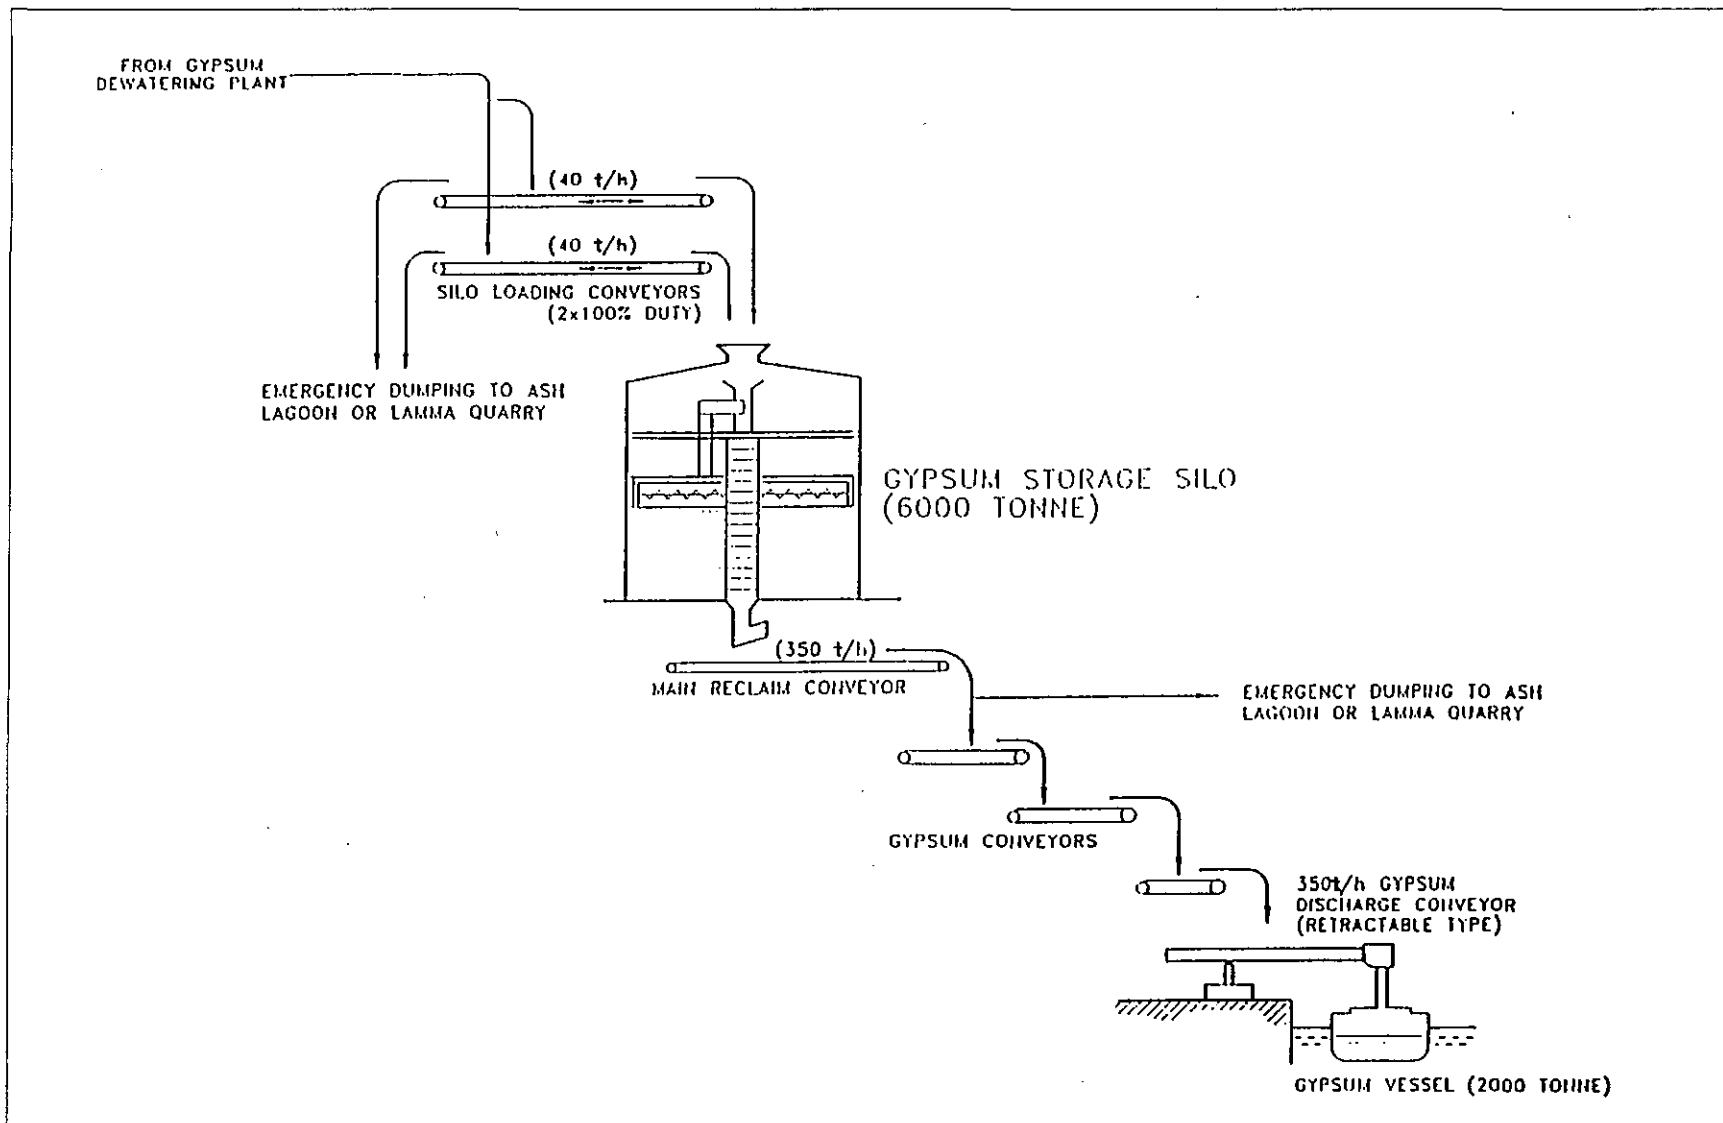 FROM GYPSUM
DEWATERING PLANT
(40 t/h)
(40 t/h)
SILO LOADING CONVEYORS
(2x100% DUTY)
EMERGENCY DUMPING TO ASH
LAGOON OR LAMMA QUARRY
GYPSUM STORAGE SILO
(6000 TONNE)
(350 t/h)
MAIN RECLAIM CONVEYOR
EMERGENCY DUMPING TO ASH
LAGOON OR LAMMA QUARRY
GYPSUM CONVEYORS
350t/h GYPSUM
DISCHARGE CONVEYOR
(RETRACTABLE TYPE)
GYPSUM VESSEL (2000 TONNE)